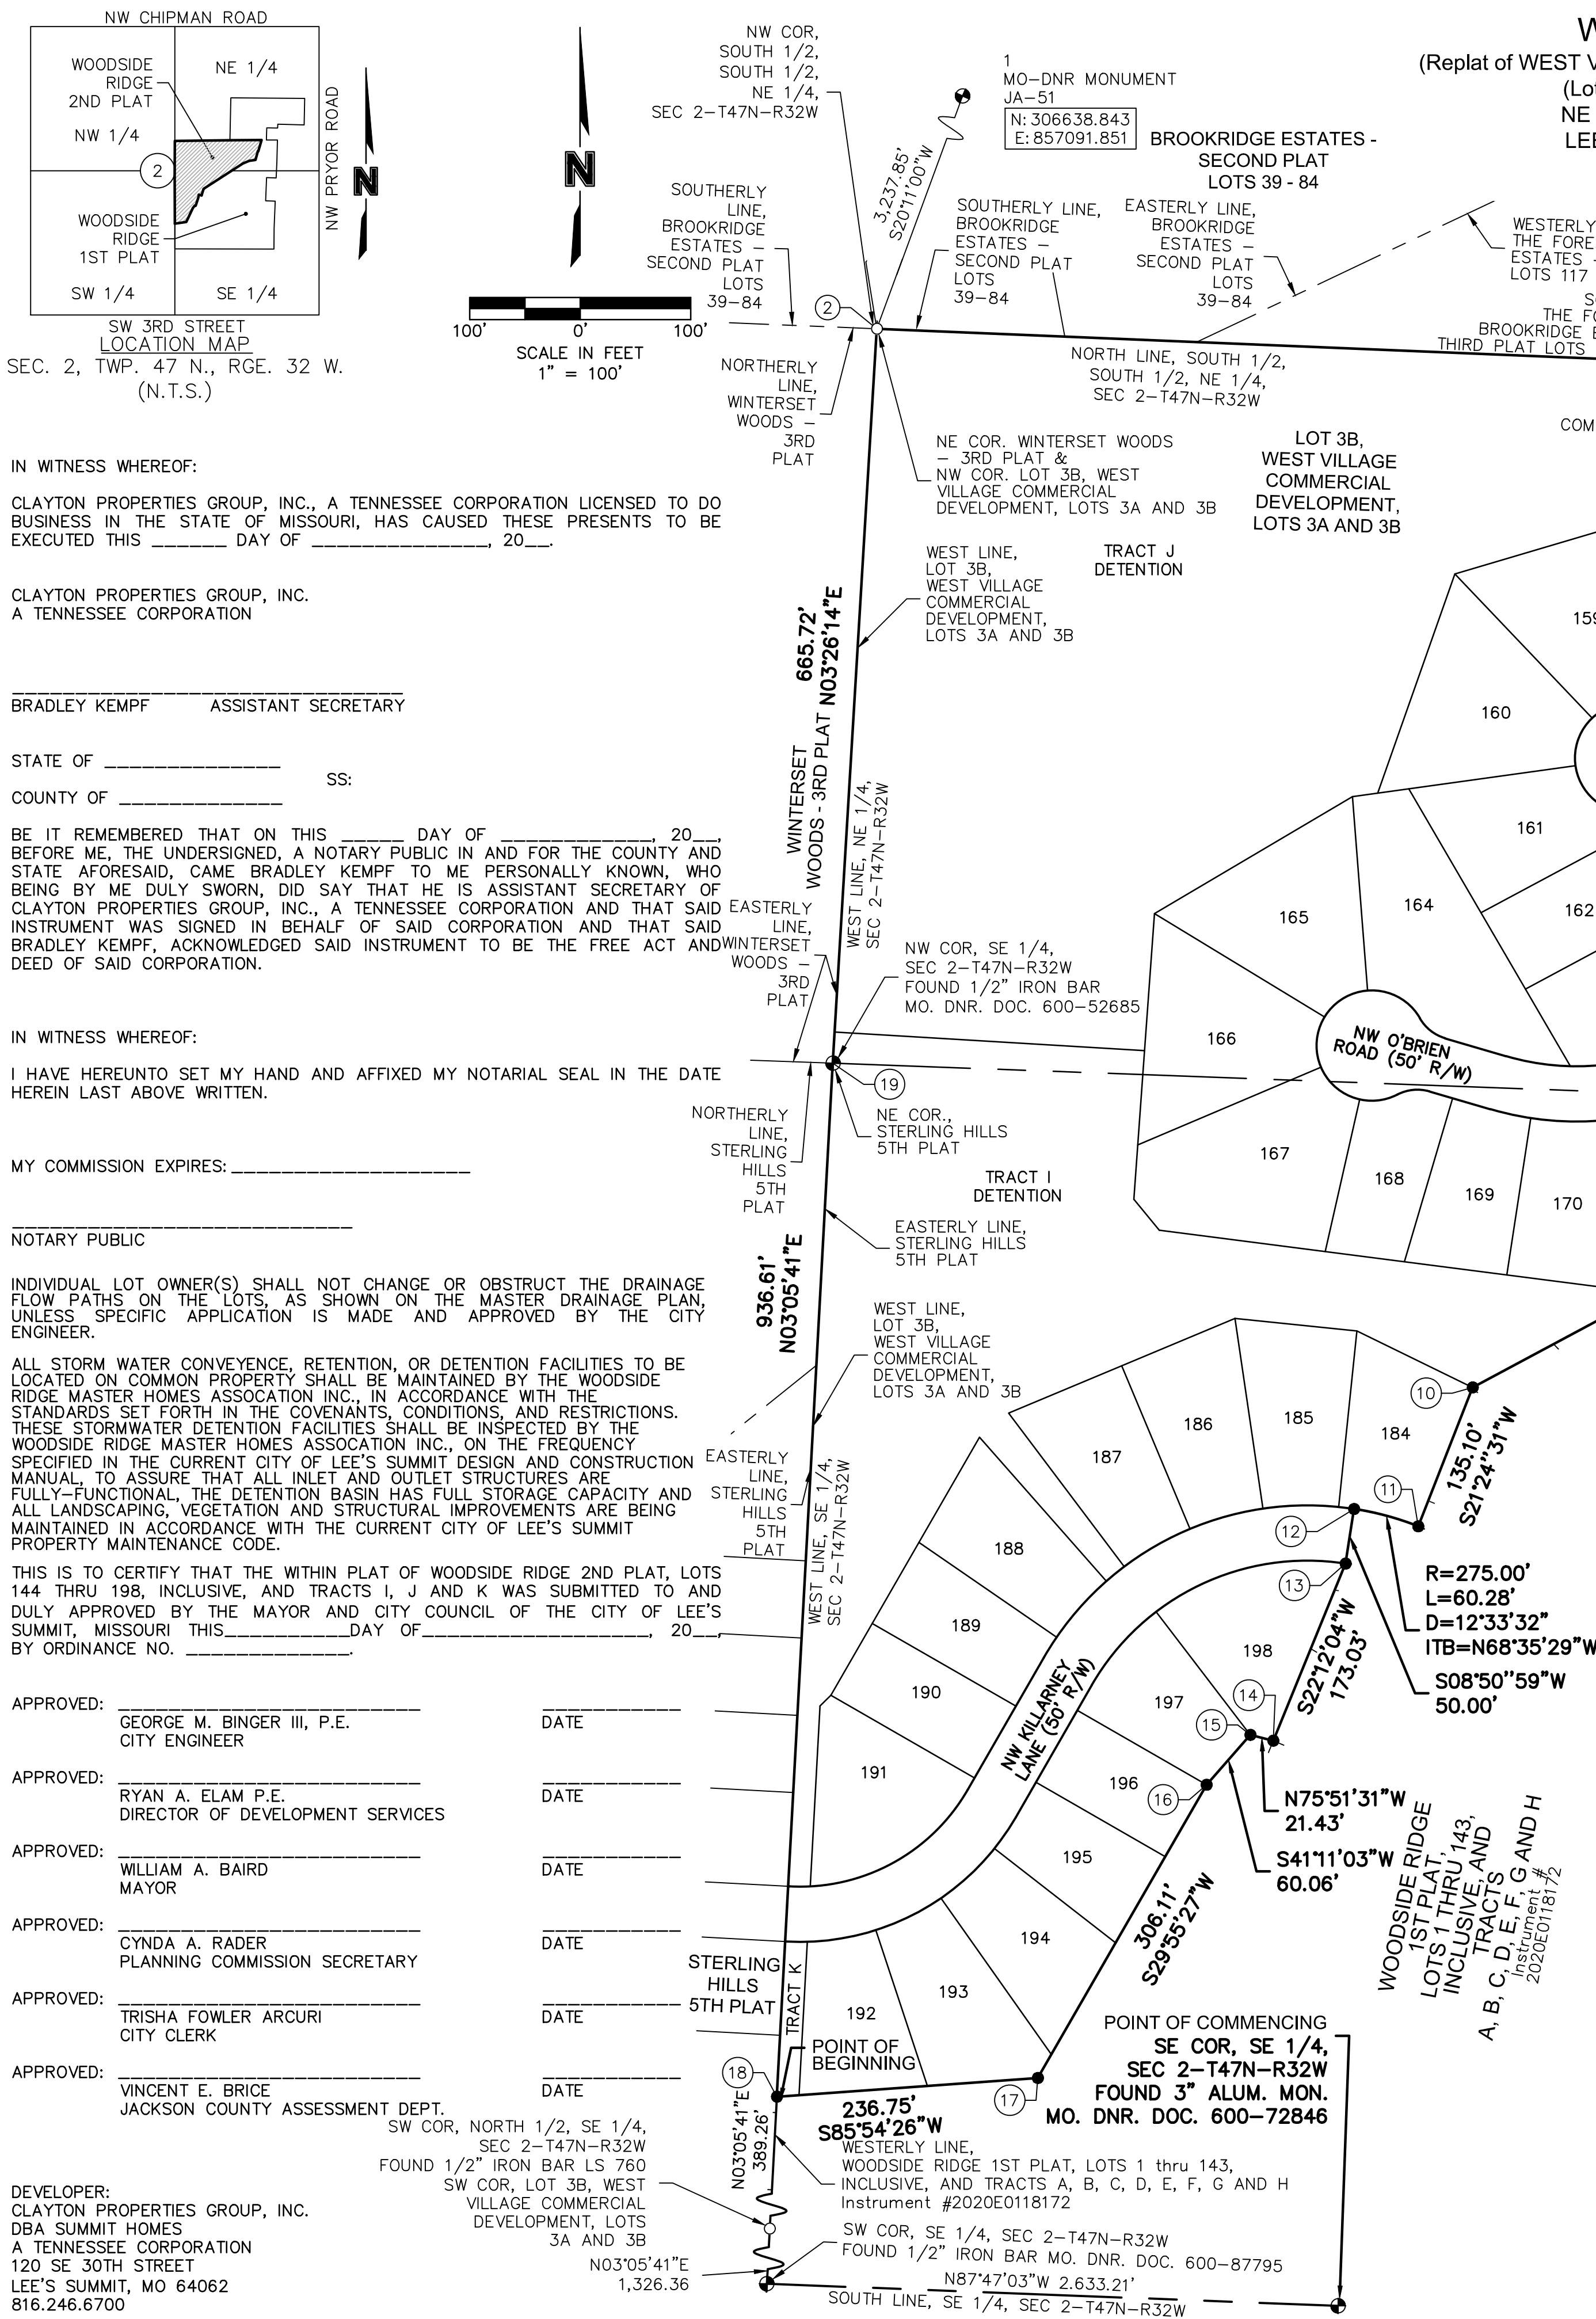 NW CHIPMAN ROAD
WOODSIDE
RIDGE
2ND PLAT
NE 1/4
NW 1/4
2
NW PRYOR ROAD
WOODSIDE
RIDGE
1ST PLAT
SW 1/4
SE 1/4
SW 3RD STREET
LOCATION MAP
SEC. 2, TWP. 47 N., RGE. 32 W.
(N.T.S.)
N
N
100'
0'
100'
SCALE IN FEET
1" = 100'
NW COR,
SOUTH 1/2,
SOUTH 1/2,
NE 1/4,
SEC 2-T47N-R32W
3,237.85'
S20°11'00"W
1
MO-DNR MONUMENT
JA-51
N: 306638.843
E: 857091.851
W
(Replat of WEST V
(Lot
NE
LEE
BROOKRIDGE ESTATES -
SECOND PLAT
LOTS 39 - 84
SOUTHERLY
LINE,
BROOKRIDGE
ESTATES -
SECOND PLAT
LOTS
39-84
SOUTHERLY LINE,
BROOKRIDGE
ESTATES -
SECOND PLAT
LOTS
39-84
EASTERLY LINE,
BROOKRIDGE
ESTATES -
SECOND PLAT
LOTS
39-84
WESTERLY
THE FORE
ESTATES -
LOTS 117
S
THE FO
BROOKRIDGE E
THIRD PLAT LOTS
2
NORTH LINE, SOUTH 1/2,
SOUTH 1/2, NE 1/4,
SEC 2-T47N-R32W
NORTHERLY
LINE,
WINTERSET
WOODS -
3RD
PLAT
NE COR. WINTERSET WOODS
- 3RD PLAT &
NW COR. LOT 3B, WEST
VILLAGE COMMERCIAL
DEVELOPMENT, LOTS 3A AND 3B
LOT 3B,
WEST VILLAGE
COMMERCIAL
DEVELOPMENT,
LOTS 3A AND 3B
COM
WEST LINE,
LOT 3B,
WEST VILLAGE
COMMERCIAL
DEVELOPMENT,
LOTS 3A AND 3B
TRACT J
DETENTION
665.72'
N03°26'14"E
WINTERSET
WOODS - 3RD PLAT
WEST LINE, NE 1/4,
SEC 2-T47N-R32W
EASTERLY
LINE,
WINTERSET
WOODS -
3RD
PLAT
NW COR, SE 1/4,
SEC 2-T47N-R32W
FOUND 1/2" IRON BAR
MO. DNR. DOC. 600-52685
19
NORTHERLY
LINE,
STERLING
HILLS
5TH
PLAT
NE COR.,
STERLING HILLS
5TH PLAT
TRACT I
DETENTION
EASTERLY LINE,
STERLING HILLS
5TH PLAT
936.61'
N03°05'41"E
WEST LINE,
LOT 3B,
WEST VILLAGE
COMMERCIAL
DEVELOPMENT,
LOTS 3A AND 3B
EASTERLY
LINE,
STERLING
HILLS
5TH
PLAT
WEST LINE, SE 1/4,
SEC 2-T47N-R32W
159
160
161
162
164
165
166
167
168
169
170
NW O'BRIEN
ROAD (50' R/W)
184
185
186
187
188
189
190
191
192
193
194
195
196
197
198
NW KILLARNEY
LANE (50' R/W)
10
11
12
13
14
15
16
17
18
135.10'
S21°24'31"W
R=275.00'
L=60.28'
D=12°33'32"
ITB=N68°35'29"W
S08°50''59"W
50.00'
S22°12'04"W
173.03'
N75°51'31"W
21.43'
S41°11'03"W
60.06'
306.11'
S29°55'27"W
WOODSIDE RIDGE
1ST PLAT,
LOTS 1 THRU 143,
INCLUSIVE, AND
TRACTS
A, B, C, D, E, F, G AND H
Instrument #
2020E0118172
STERLING
HILLS
5TH PLAT
TRACT K
POINT OF
BEGINNING
236.75'
S85°54'26"W
N03°05'41"E
389.26'
POINT OF COMMENCING
SE COR, SE 1/4,
SEC 2-T47N-R32W
FOUND 3" ALUM. MON.
MO. DNR. DOC. 600-72846
WESTERLY LINE,
WOODSIDE RIDGE 1ST PLAT, LOTS 1 thru 143,
INCLUSIVE, AND TRACTS A, B, C, D, E, F, G AND H
Instrument #2020E0118172
SW COR, NORTH 1/2, SE 1/4,
SEC 2-T47N-R32W
FOUND 1/2" IRON BAR LS 760
SW COR, LOT 3B, WEST
VILLAGE COMMERCIAL
DEVELOPMENT, LOTS
3A AND 3B
N03°05'41"E
1,326.36
SW COR, SE 1/4, SEC 2-T47N-R32W
FOUND 1/2" IRON BAR MO. DNR. DOC. 600-87795
N87°47'03"W 2.633.21'
SOUTH LINE, SE 1/4, SEC 2-T47N-R32W
IN WITNESS WHEREOF:
CLAYTON PROPERTIES GROUP, INC., A TENNESSEE CORPORATION LICENSED TO DO
BUSINESS IN THE STATE OF MISSOURI, HAS CAUSED THESE PRESENTS TO BE
EXECUTED THIS ______ DAY OF ______________, 20__.
CLAYTON PROPERTIES GROUP, INC.
A TENNESSEE CORPORATION
BRADLEY KEMPF ASSISTANT SECRETARY
STATE OF ______________
SS:
COUNTY OF _____________
BE IT REMEMBERED THAT ON THIS _____ DAY OF ____________, 20__,
BEFORE ME, THE UNDERSIGNED, A NOTARY PUBLIC IN AND FOR THE COUNTY AND
STATE AFORESAID, CAME BRADLEY KEMPF TO ME PERSONALLY KNOWN, WHO
BEING BY ME DULY SWORN, DID SAY THAT HE IS ASSISTANT SECRETARY OF
CLAYTON PROPERTIES GROUP, INC., A TENNESSEE CORPORATION AND THAT SAID
INSTRUMENT WAS SIGNED IN BEHALF OF SAID CORPORATION AND THAT SAID
BRADLEY KEMPF, ACKNOWLEDGED SAID INSTRUMENT TO BE THE FREE ACT AND
DEED OF SAID CORPORATION.
IN WITNESS WHEREOF:
I HAVE HEREUNTO SET MY HAND AND AFFIXED MY NOTARIAL SEAL IN THE DATE
HEREIN LAST ABOVE WRITTEN.
MY COMMISSION EXPIRES: ___________________
NOTARY PUBLIC
INDIVIDUAL LOT OWNER(S) SHALL NOT CHANGE OR OBSTRUCT THE DRAINAGE
FLOW PATHS ON THE LOTS, AS SHOWN ON THE MASTER DRAINAGE PLAN,
UNLESS SPECIFIC APPLICATION IS MADE AND APPROVED BY THE CITY
ENGINEER.
ALL STORM WATER CONVEYENCE, RETENTION, OR DETENTION FACILITIES TO BE
LOCATED ON COMMON PROPERTY SHALL BE MAINTAINED BY THE WOODSIDE
RIDGE MASTER HOMES ASSOCATION INC., IN ACCORDANCE WITH THE
STANDARDS SET FORTH IN THE COVENANTS, CONDITIONS, AND RESTRICTIONS.
THESE STORMWATER DETENTION FACILITIES SHALL BE INSPECTED BY THE
WOODSIDE RIDGE MASTER HOMES ASSOCATION INC., ON THE FREQUENCY
SPECIFIED IN THE CURRENT CITY OF LEE'S SUMMIT DESIGN AND CONSTRUCTION
MANUAL, TO ASSURE THAT ALL INLET AND OUTLET STRUCTURES ARE
FULLY-FUNCTIONAL, THE DETENTION BASIN HAS FULL STORAGE CAPACITY AND
ALL LANDSCAPING, VEGETATION AND STRUCTURAL IMPROVEMENTS ARE BEING
MAINTAINED IN ACCORDANCE WITH THE CURRENT CITY OF LEE'S SUMMIT
PROPERTY MAINTENANCE CODE.
THIS IS TO CERTIFY THAT THE WITHIN PLAT OF WOODSIDE RIDGE 2ND PLAT, LOTS
144 THRU 198, INCLUSIVE, AND TRACTS I, J AND K WAS SUBMITTED TO AND
DULY APPROVED BY THE MAYOR AND CITY COUNCIL OF THE CITY OF LEE'S
SUMMIT, MISSOURI THIS__________DAY OF__________________, 20__,
BY ORDINANCE NO. _____________.
APPROVED:
GEORGE M. BINGER III, P.E. DATE
CITY ENGINEER
APPROVED:
RYAN A. ELAM P.E. DATE
DIRECTOR OF DEVELOPMENT SERVICES
APPROVED:
WILLIAM A. BAIRD DATE
MAYOR
APPROVED:
CYNDA A. RADER DATE
PLANNING COMMISSION SECRETARY
APPROVED:
TRISHA FOWLER ARCURI DATE
CITY CLERK
APPROVED:
VINCENT E. BRICE DATE
JACKSON COUNTY ASSESSMENT DEPT.
DEVELOPER:
CLAYTON PROPERTIES GROUP, INC.
DBA SUMMIT HOMES
A TENNESSEE CORPORATION
120 SE 30TH STREET
LEE'S SUMMIT, MO 64062
816.246.6700